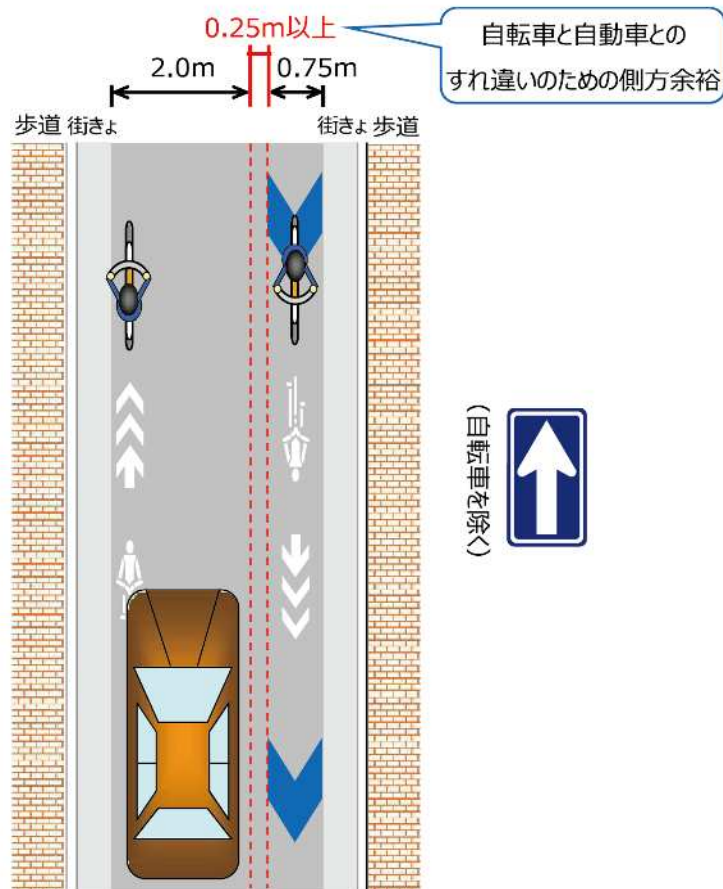 0.25m以上
自転車と自動車との
すれ違いのための側方余裕
2.0m
0.75m
歩道
街きょ
街きょ
歩道
(自転車を除く)